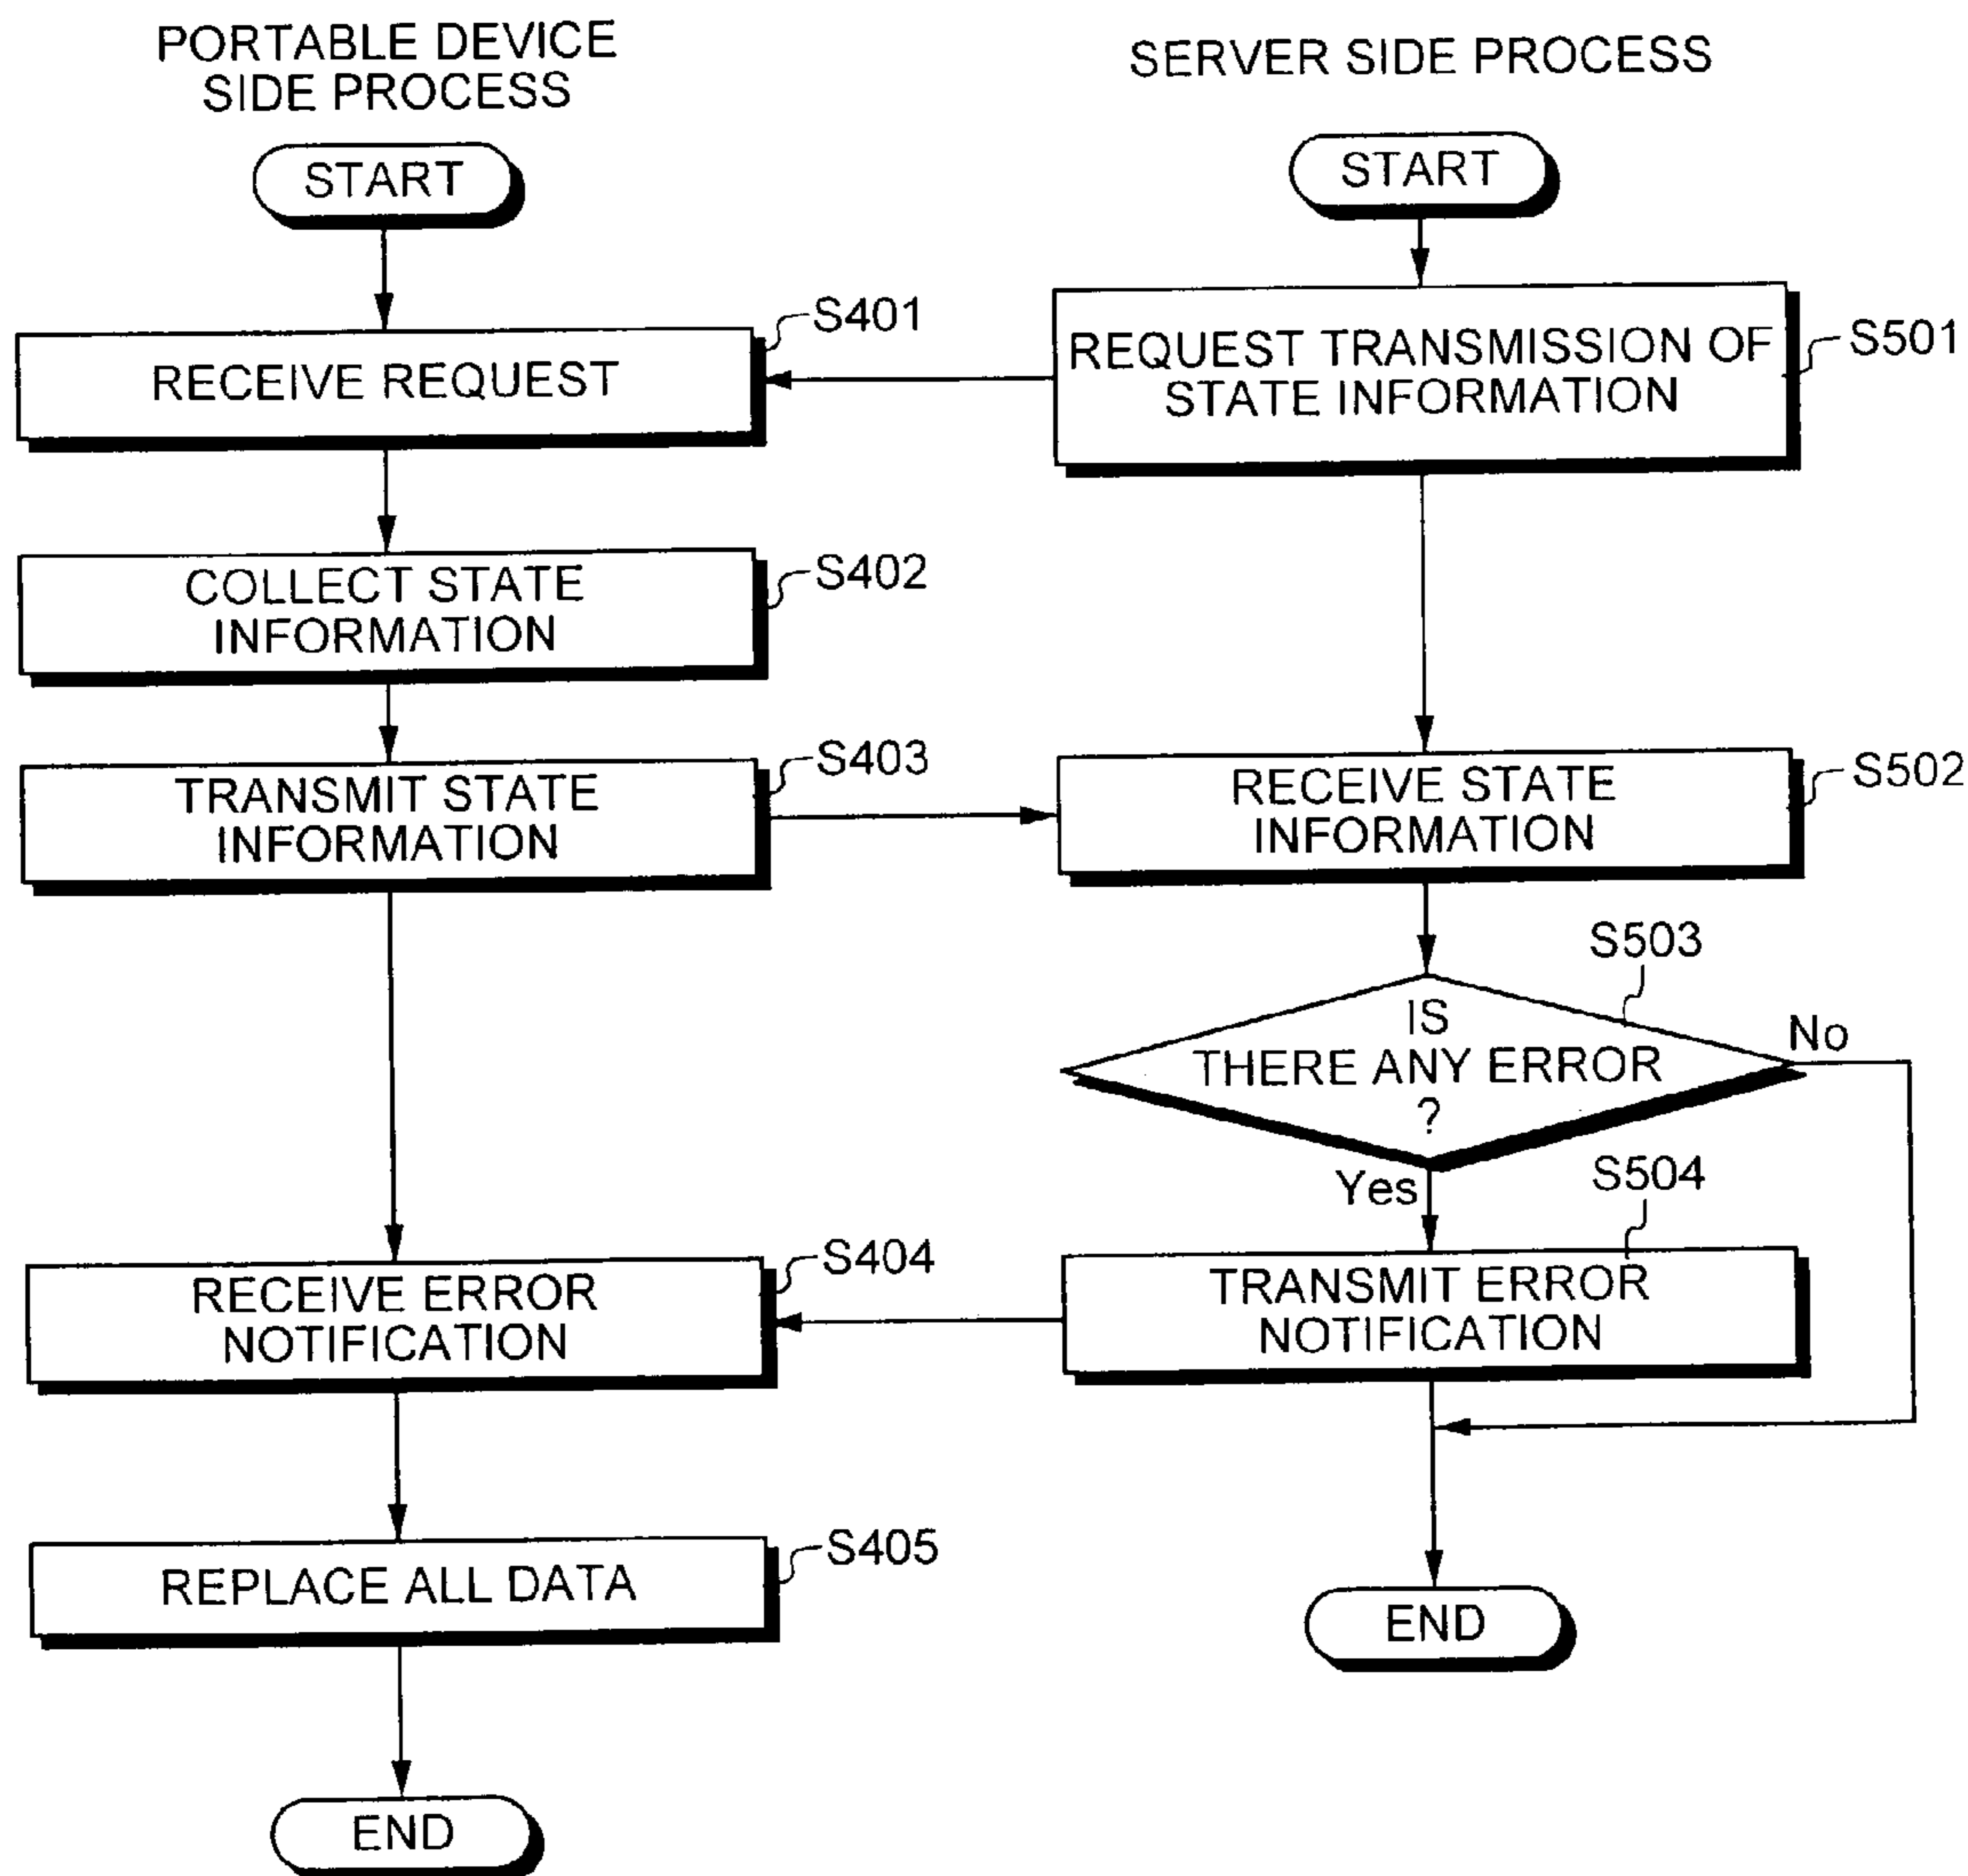 PORTABLE DEVICE
SIDE PROCESS
START
S401
RECEIVE REQUEST
S402
COLLECT STATE
INFORMATION
S403
TRANSMIT STATE
INFORMATION
S404
RECEIVE ERROR
NOTIFICATION
S405
REPLACE ALL DATA
END
SERVER SIDE PROCESS
START
S501
REQUEST TRANSMISSION OF
STATE INFORMATION
S502
RECEIVE STATE
INFORMATION
S503
IS
THERE ANY ERROR
?
No
Yes
S504
TRANSMIT ERROR
NOTIFICATION
END